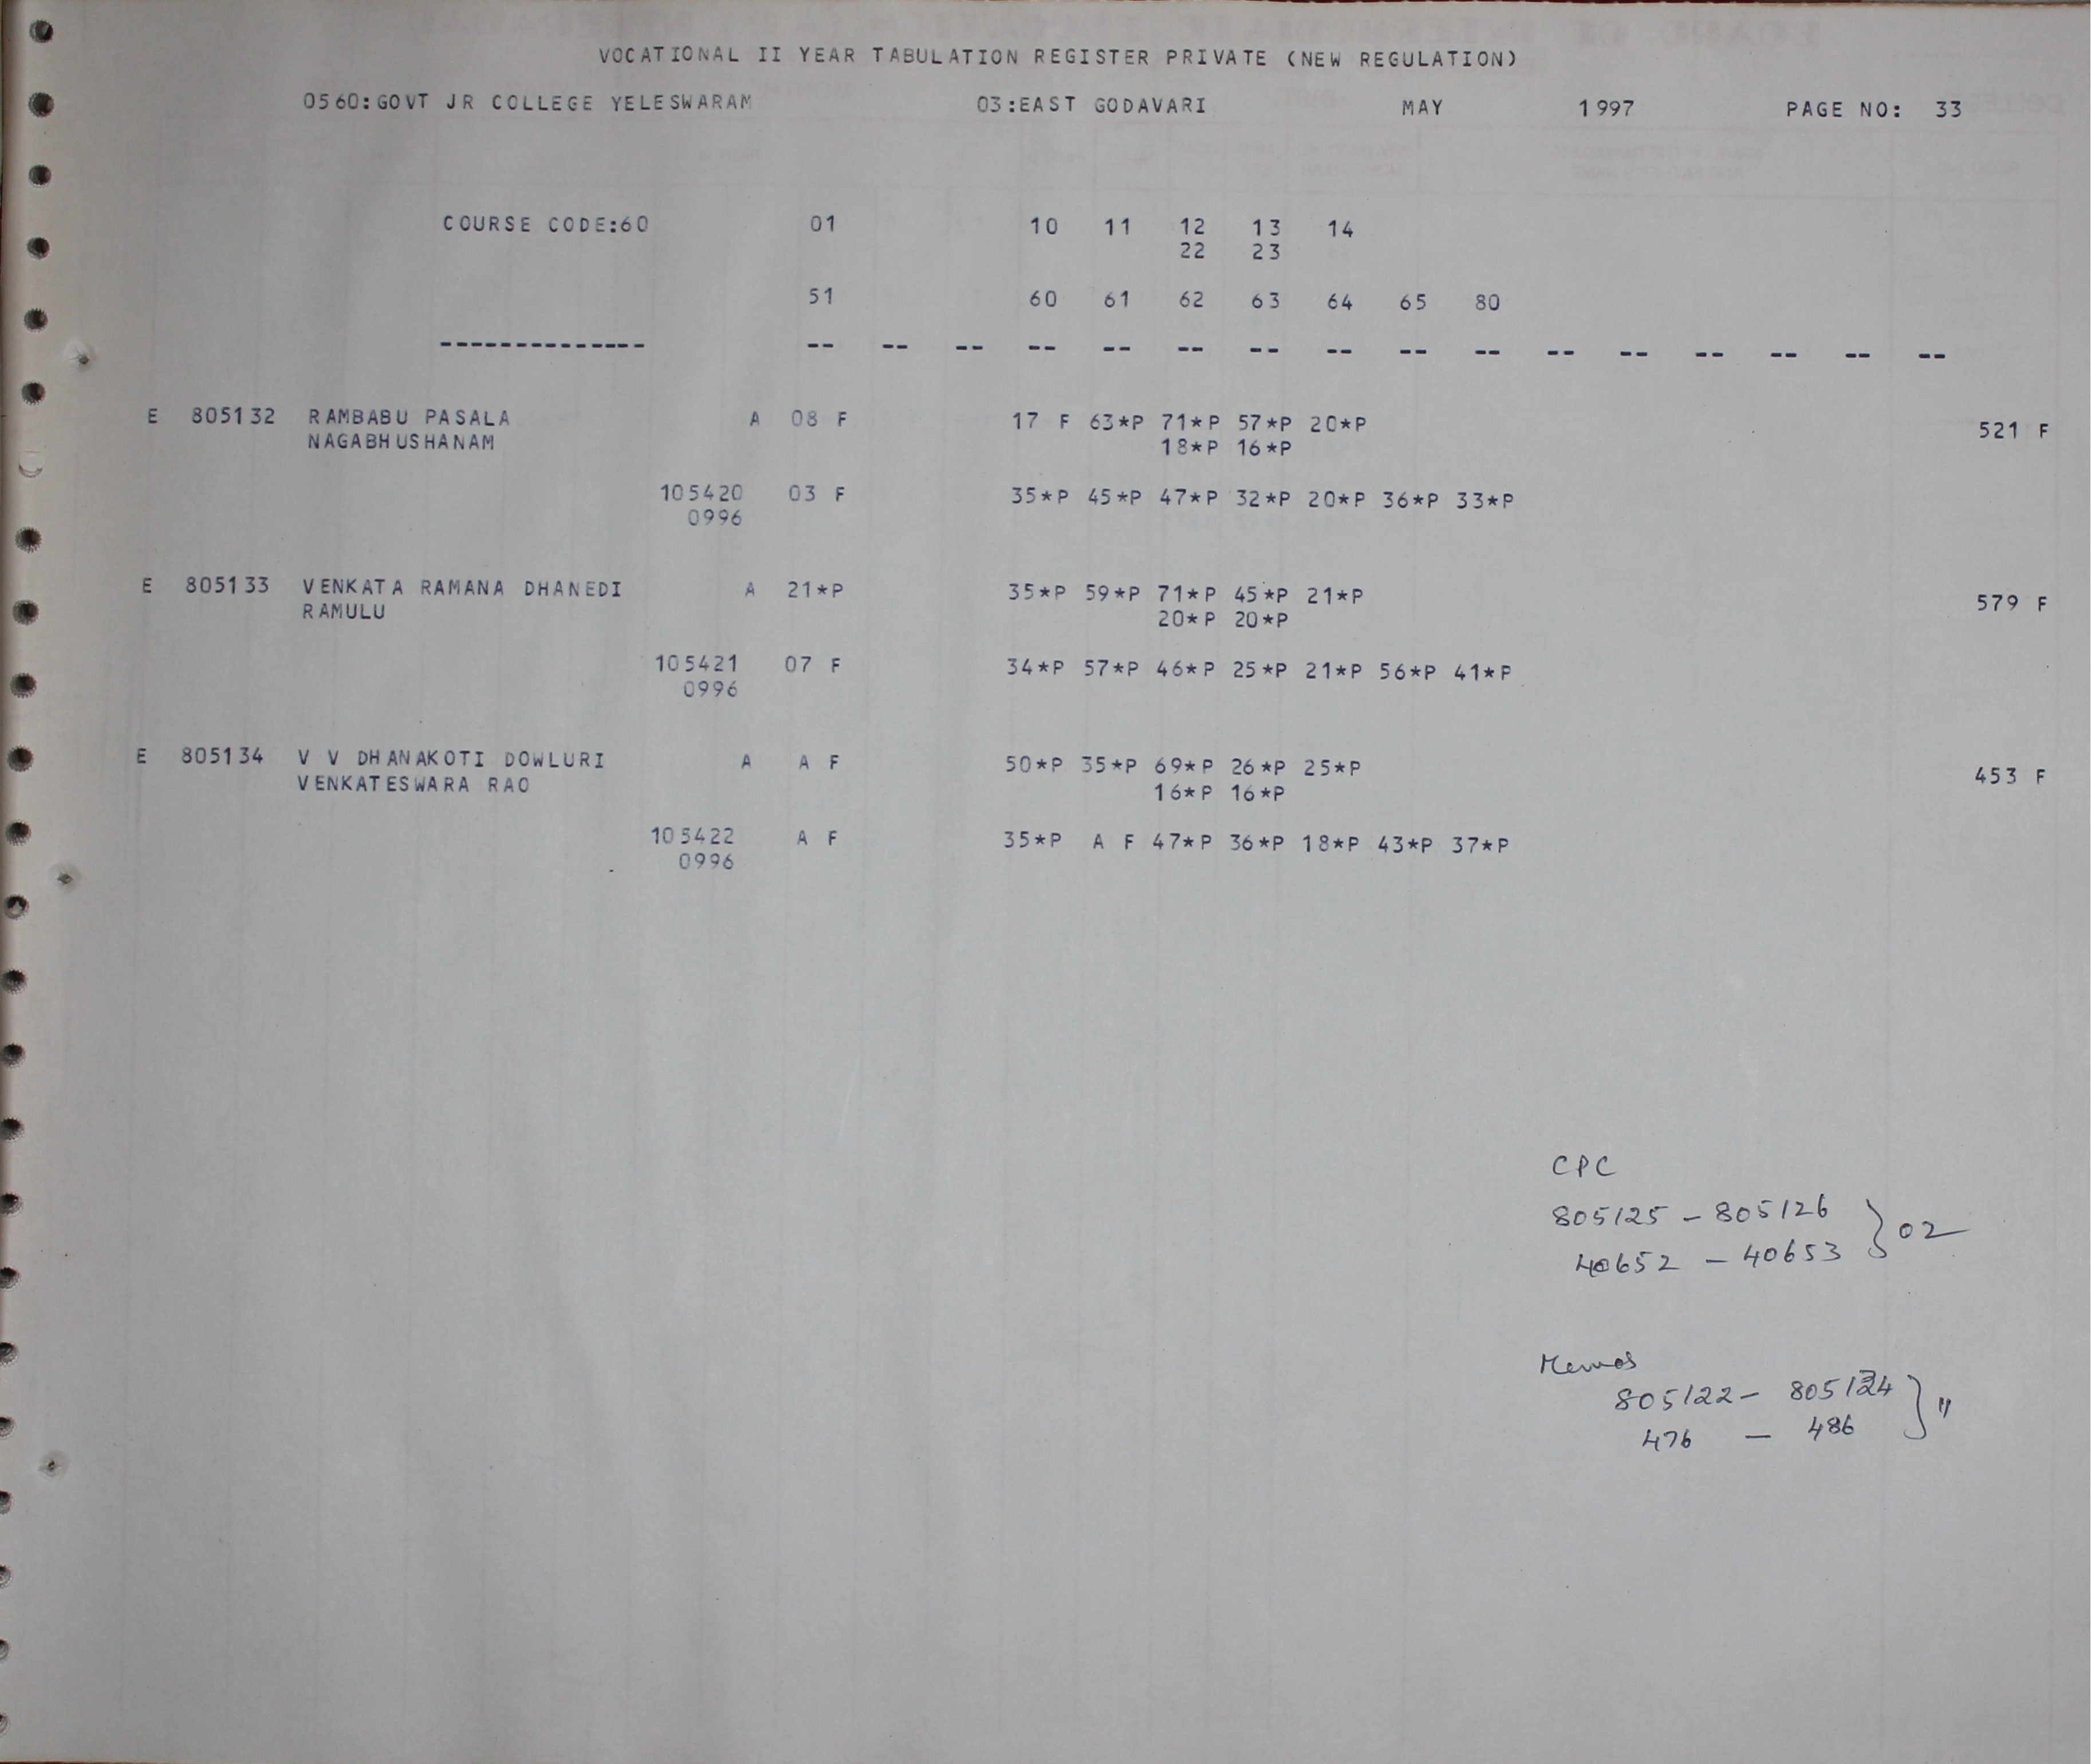 VOCATIONAL II YEAR TABULATION REGISTER PRIVATE (NEW REGULATION)
0560:GOVT JR COLLEGE YELESWARAM 03:EAST GODAVARI MAY 1997 PAGE NO: 33
COURSE CODE:60 01 10 11 12 13 14
22 23
51 60 61 62 63 64 65 80
--------------- -- -- -- -- -- -- -- -- -- -- -- -- -- -- -- --
E 805132 RAMBABU PASALA A 08 F 17 F 63*P 71*P 57*P 20*P 521 F
NAGABHUSHANAM 18*P 16*P
105420 03 F 35*P 45*P 47*P 32*P 20*P 36*P 33*P
0996
E 805133 VENKATA RAMANA DHANEDI A 21*P 35*P 59*P 71*P 45*P 21*P 579 F
RAMULU 20*P 20*P
105421 07 F 34*P 57*P 46*P 25*P 21*P 56*P 41*P
0996
E 805134 V V DHANAKOTI DOWLURI A A F 50*P 35*P 69*P 26*P 25*P 453 F
VENKATESWARA RAO 16*P 16*P
105422 A F 35*P A F 47*P 36*P 18*P 43*P 37*P
0996
CPC
805125 - 805126 } 02
40652 - 40653
Memos
805122 - 8051 4 } 11
476 - 486